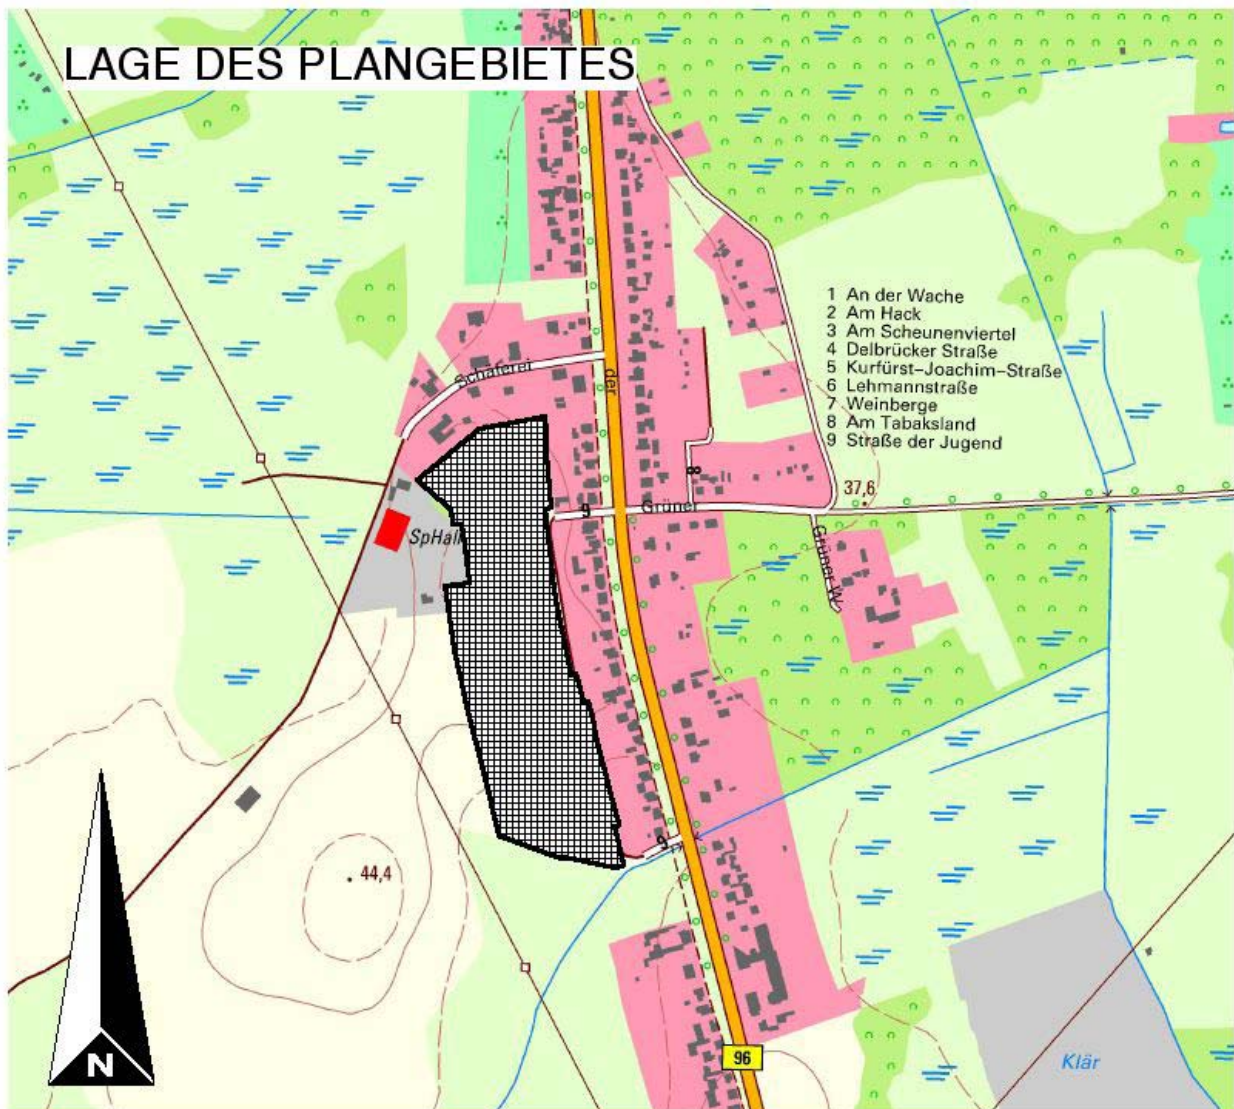 LAGE DES PLANGEBIETES
1 An der Wache
2 Am Hack
3 Am Scheunenviertel
4 Delbrücker Straße
5 Kurfürst-Joachim-Straße
6 Lehmannstraße
7 Weinberge
8 Am Tabaksland
9 Straße der Jugend
Schäferei
der
8
37,6
9
Grüner
SpHalle
Grüner W.
9
44,4
96
Klär
N